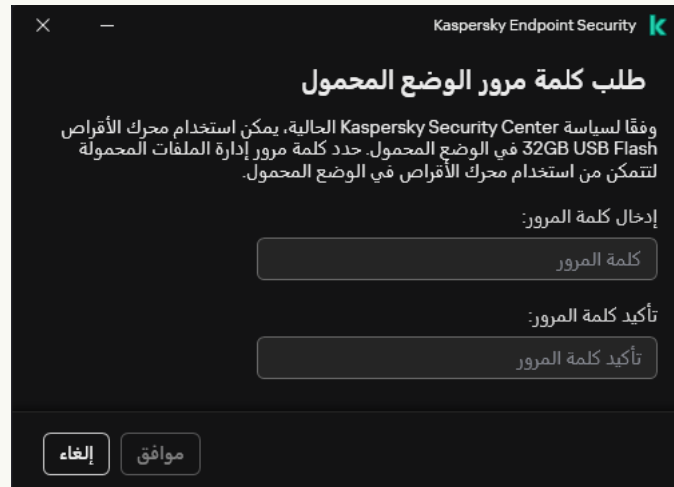 Kaspersky Endpoint Security
طلب كلمة مرور الوضع المحمول
وفقًا لسياسة Kaspersky Security Center الحالية، يمكن استخدام محرك الأقراص
32GB USB Flash في الوضع المحمول. حدد كلمة مرور إدارة الملفات المحمولة
لتتمكن من استخدام محرك الأقراص في الوضع المحمول.
إدخال كلمة المرور:
كلمة المرور
تأكيد كلمة المرور:
تأكيد كلمة المرور
موافق
إلغاء